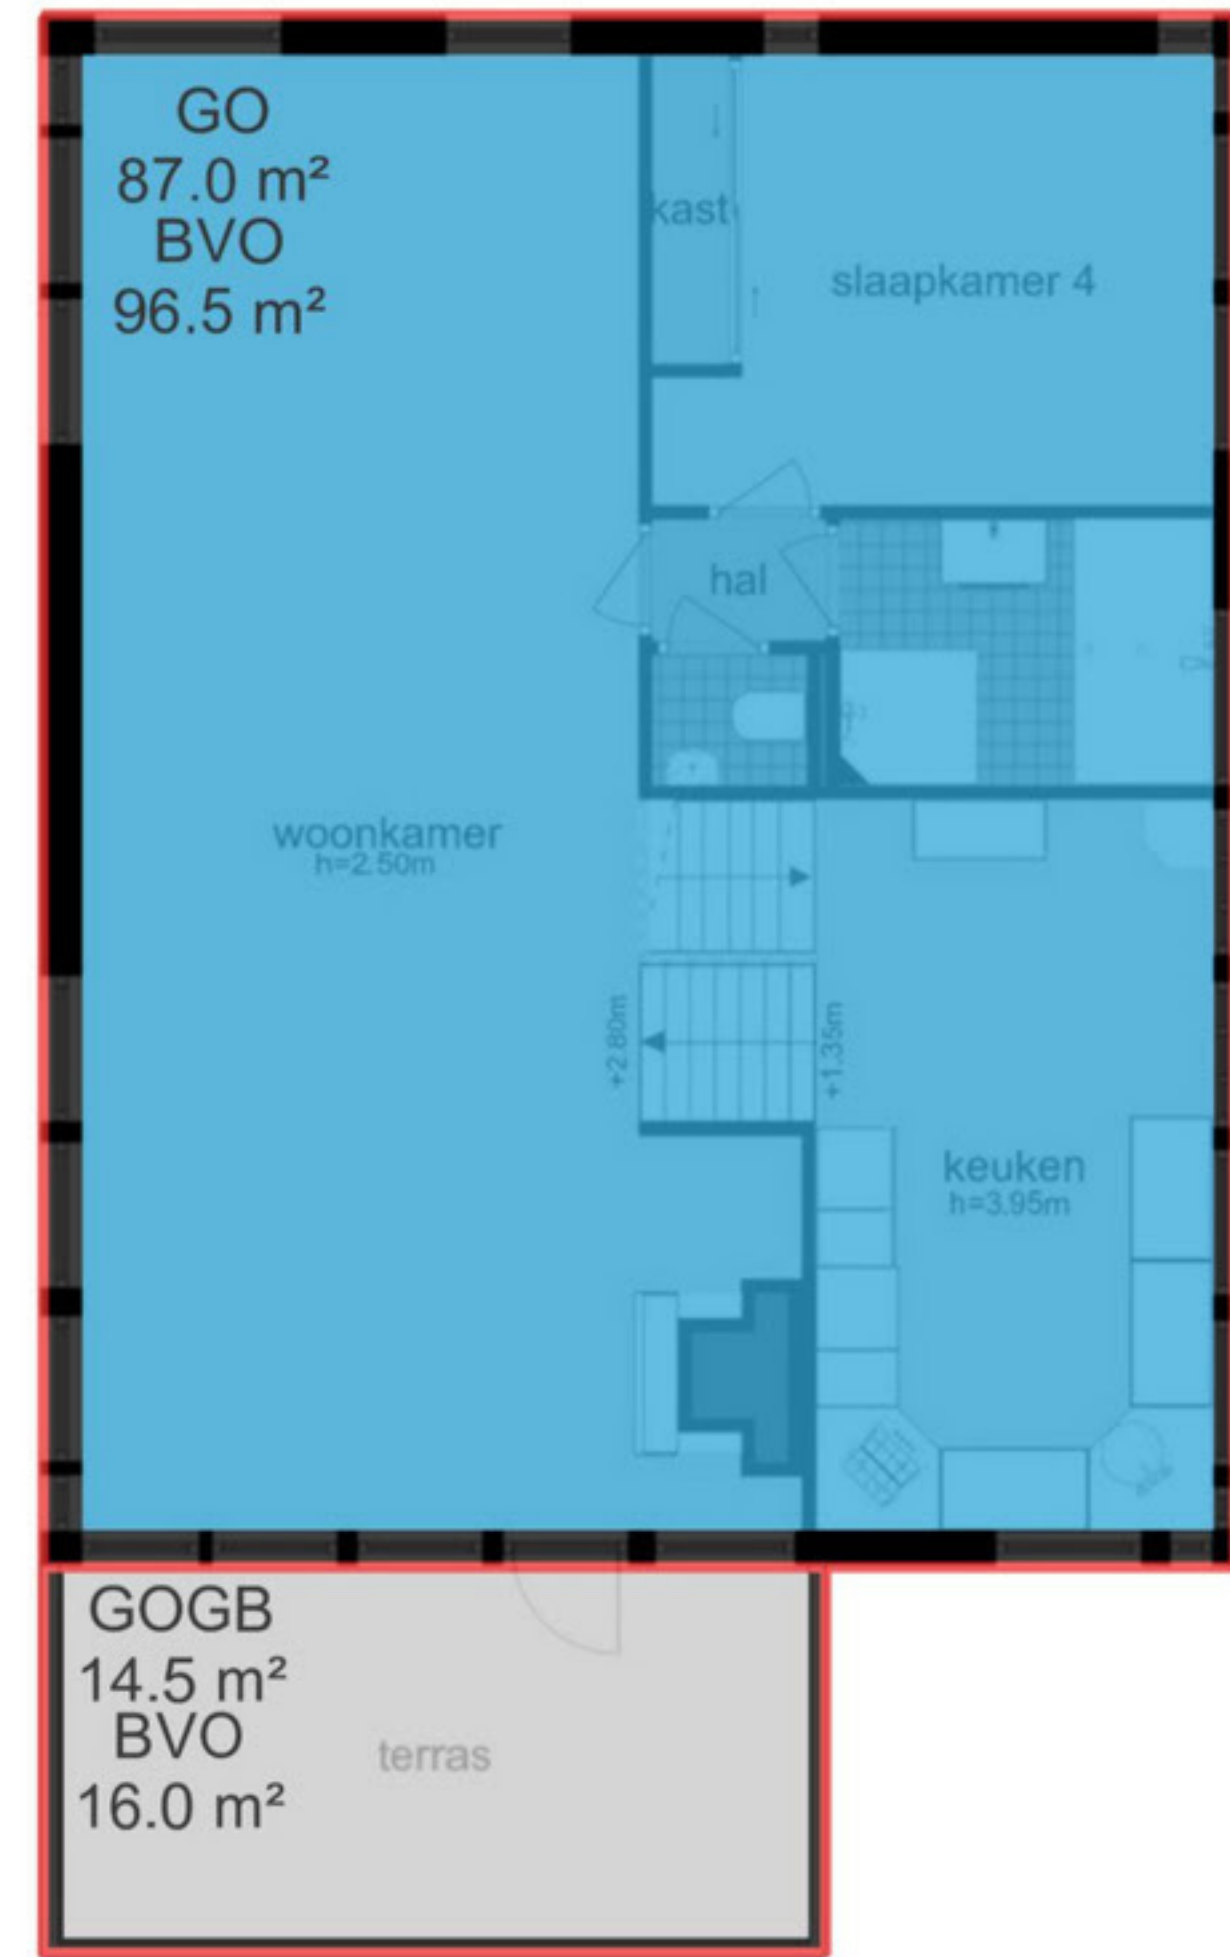 GO
87.0 m²
BVO
96.5 m²
kast
slaapkamer 4
hal
woonkamer
h=2.50m
+2.80m
+1.35m
keuken
h=3.95m
GOGB
14.5 m²
BVO
16.0 m²
terras